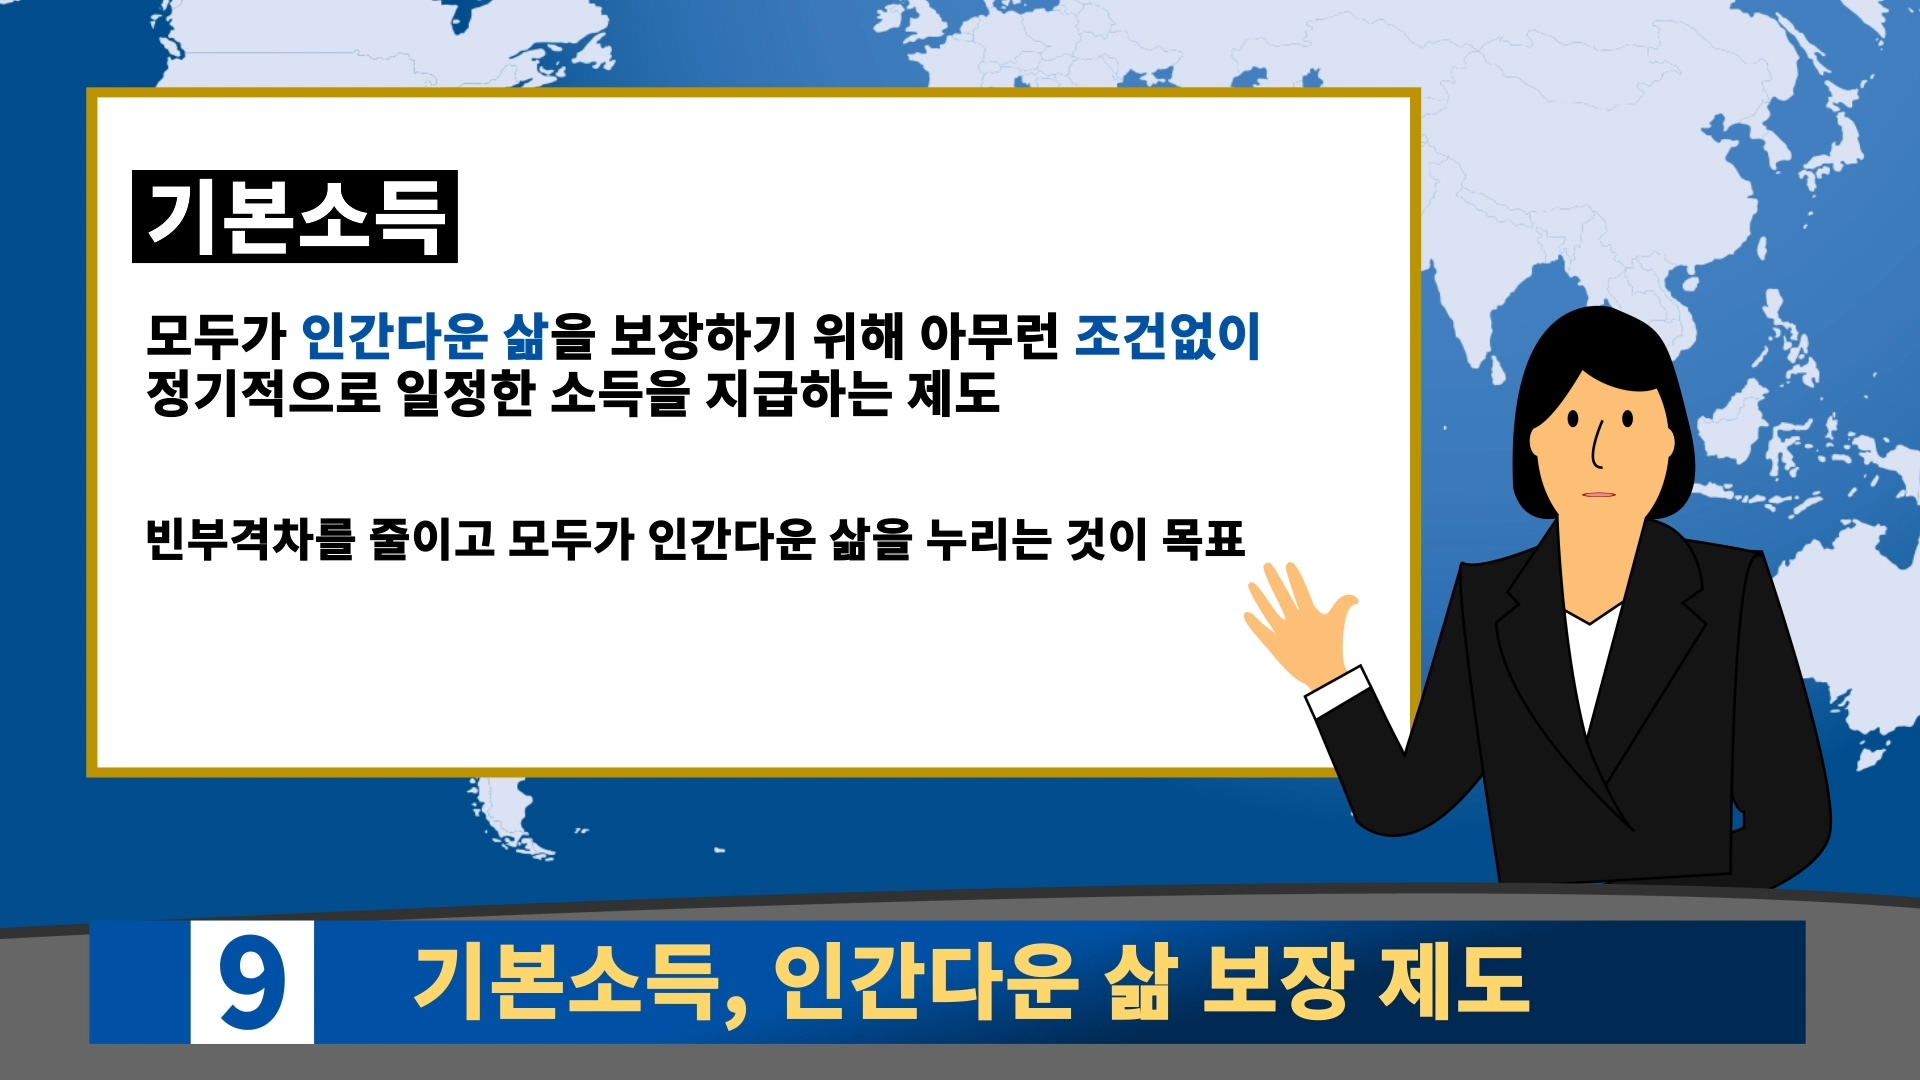 기본소득
모두가 인간다운 삶을 보장하기 위해 아무런 조건없이
정기적으로 일정한 소득을 지급하는 제도
빈부격차를 줄이고 모두가 인간다운 삶을 누리는 것이 목표
9 기본소득, 인간다운 삶 보장 제도